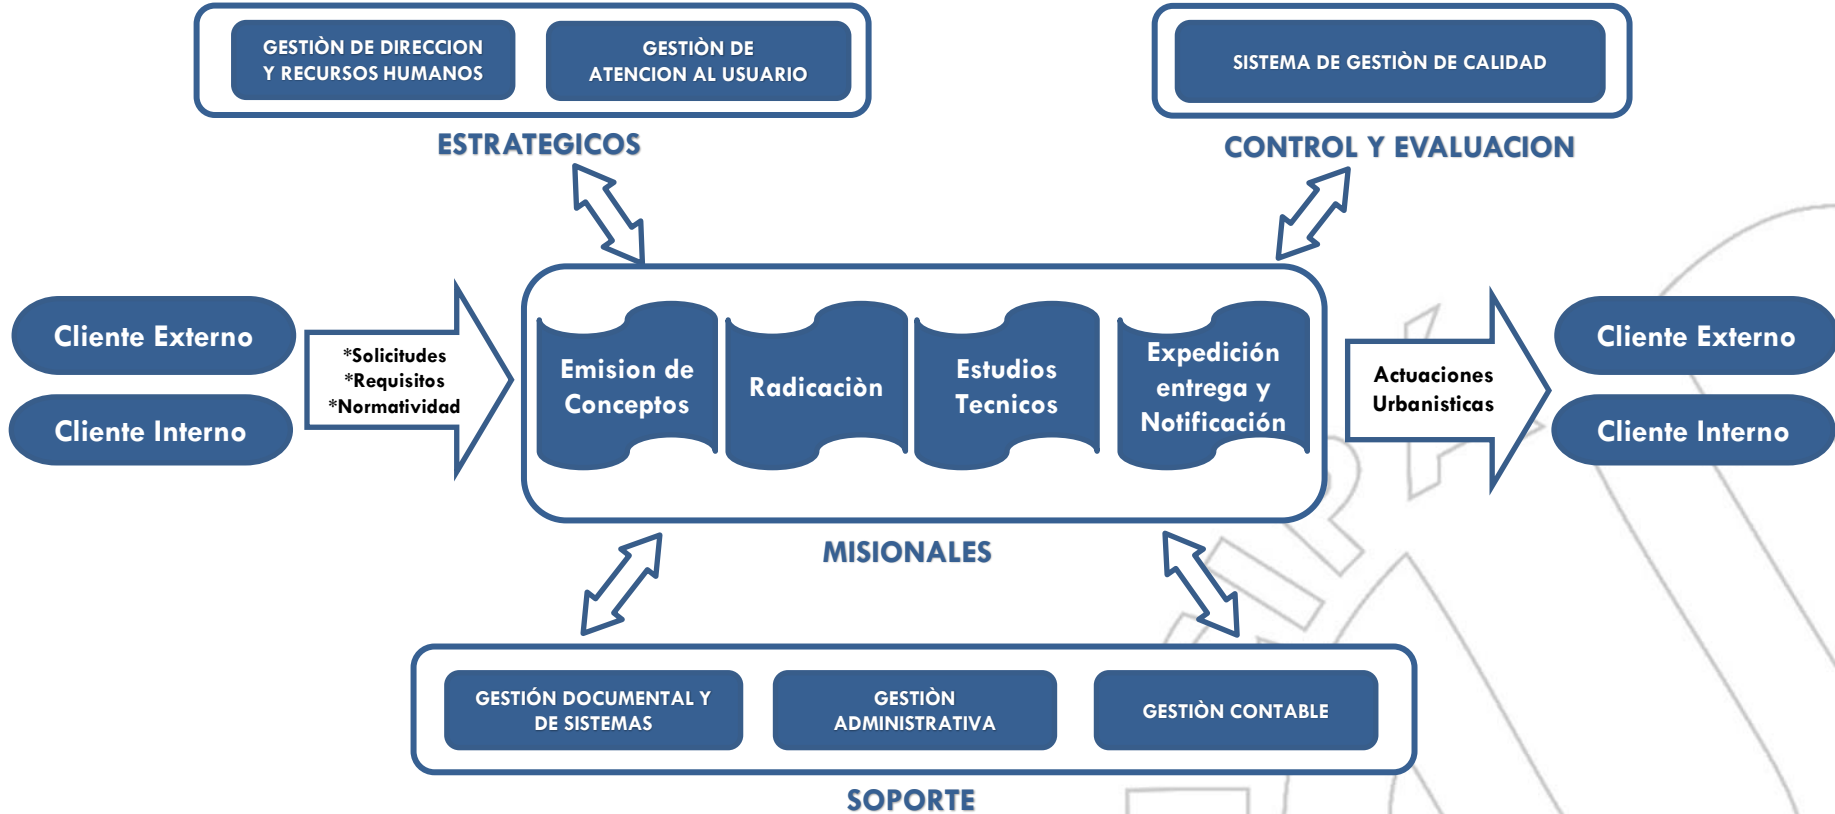 GESTIÒN DE DIRECCION
Y RECURSOS HUMANOS
GESTIÒN DE
ATENCION AL USUARIO
ESTRATEGICOS
SISTEMA DE GESTIÒN DE CALIDAD
CONTROL Y EVALUACION
Cliente Externo
Cliente Interno
*Solicitudes
*Requisitos
*Normatividad
Emision de
Conceptos
Radicaciòn
Estudios
Tecnicos
Expedición
entrega y
Notificación
MISIONALES
Actuaciones
Urbanisticas
Cliente Externo
Cliente Interno
GESTIÓN DOCUMENTAL Y
DE SISTEMAS
GESTIÒN
ADMINISTRATIVA
GESTIÒN CONTABLE
SOPORTE